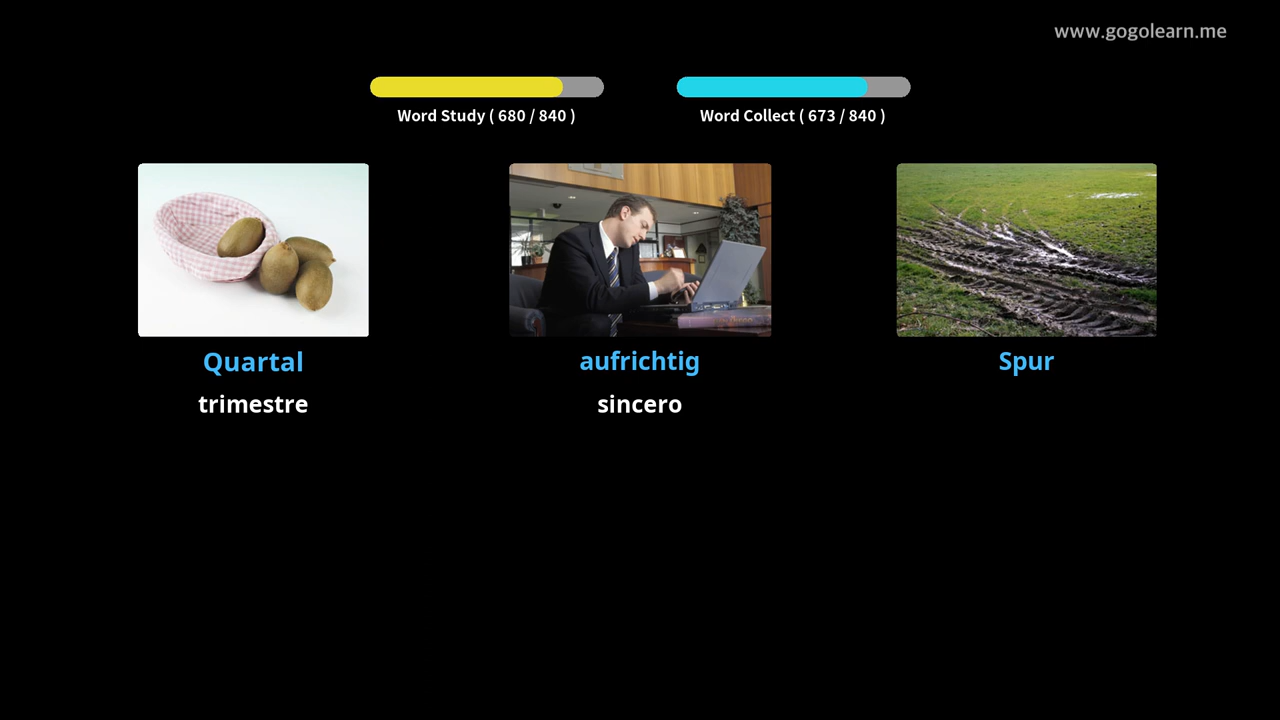 www.gogolearn.me
Word Study ( 680 / 840 )
Word Collect ( 673 / 840 )
Quartal
aufrichtig
Spur
trimestre
sincero